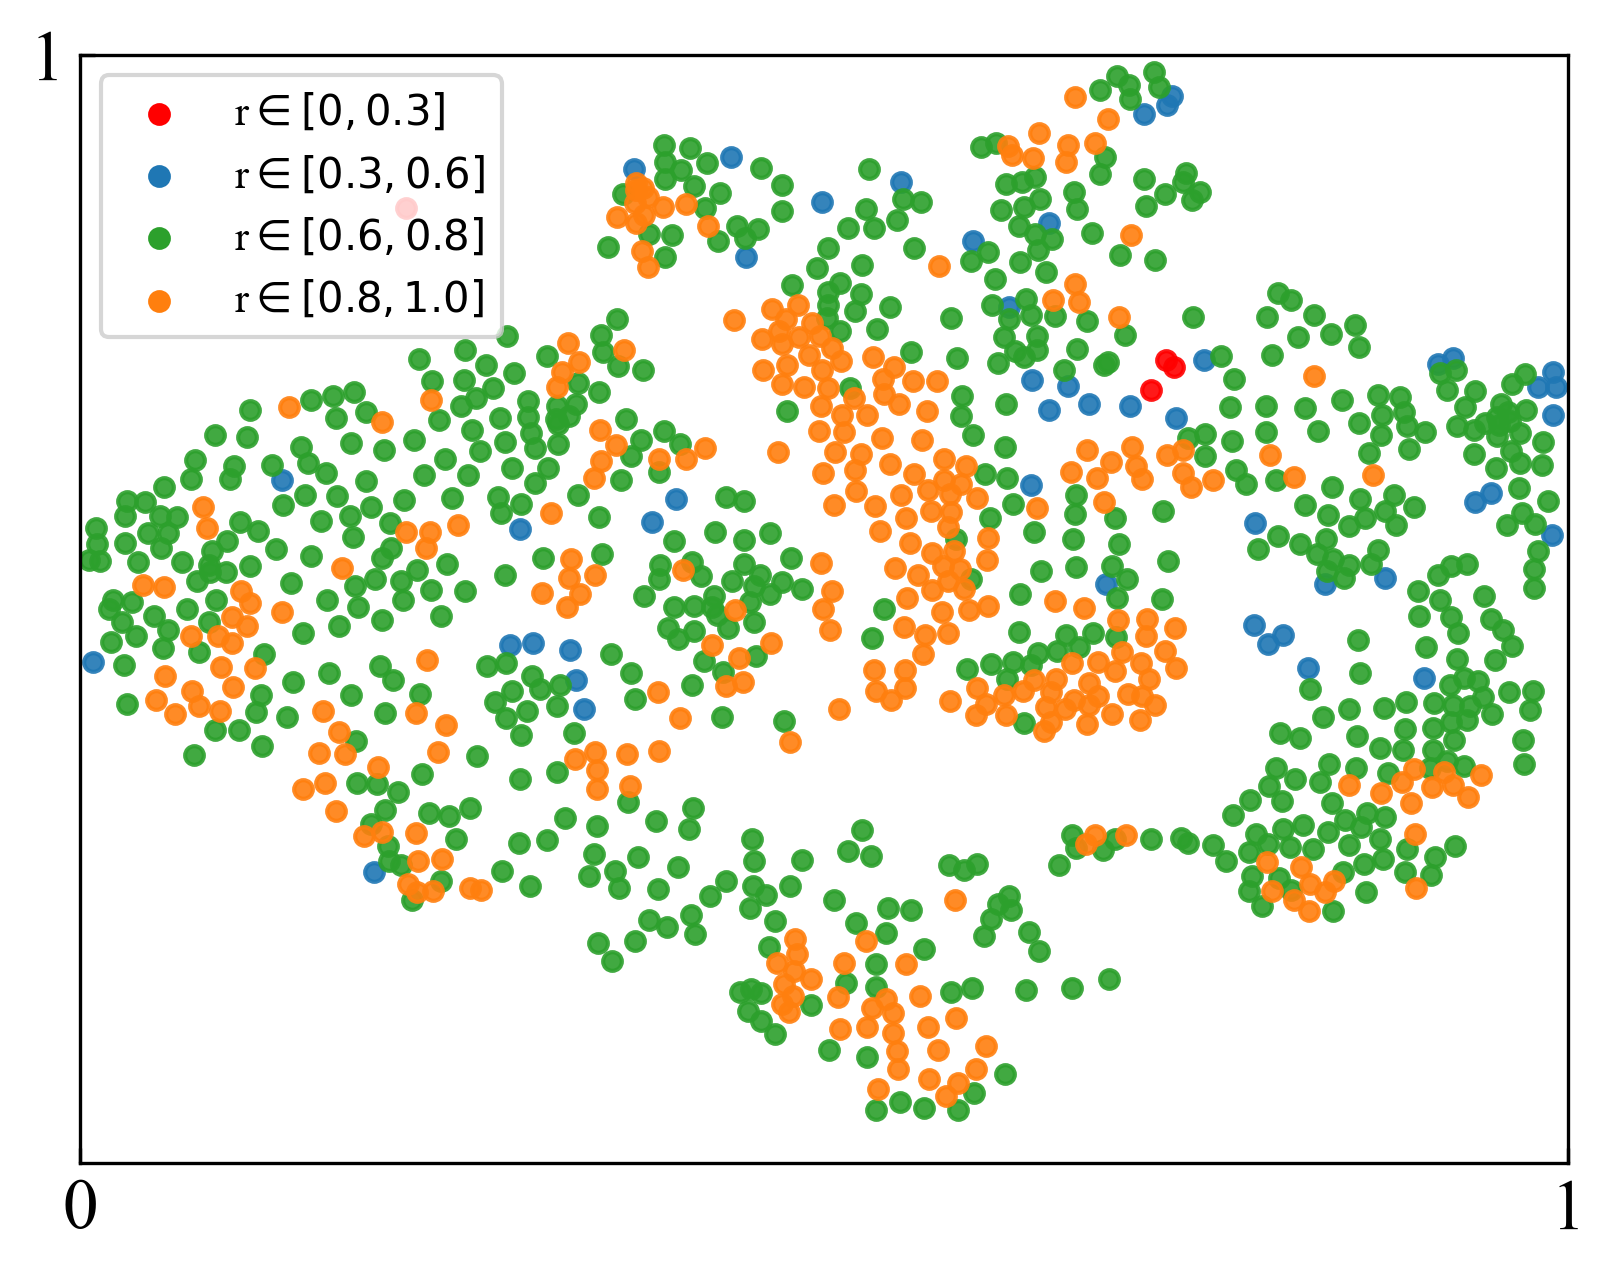 1
r ∈ [0, 0.3]
r ∈ [0.3, 0.6]
r ∈ [0.6, 0.8]
r ∈ [0.8, 1.0]
0 1